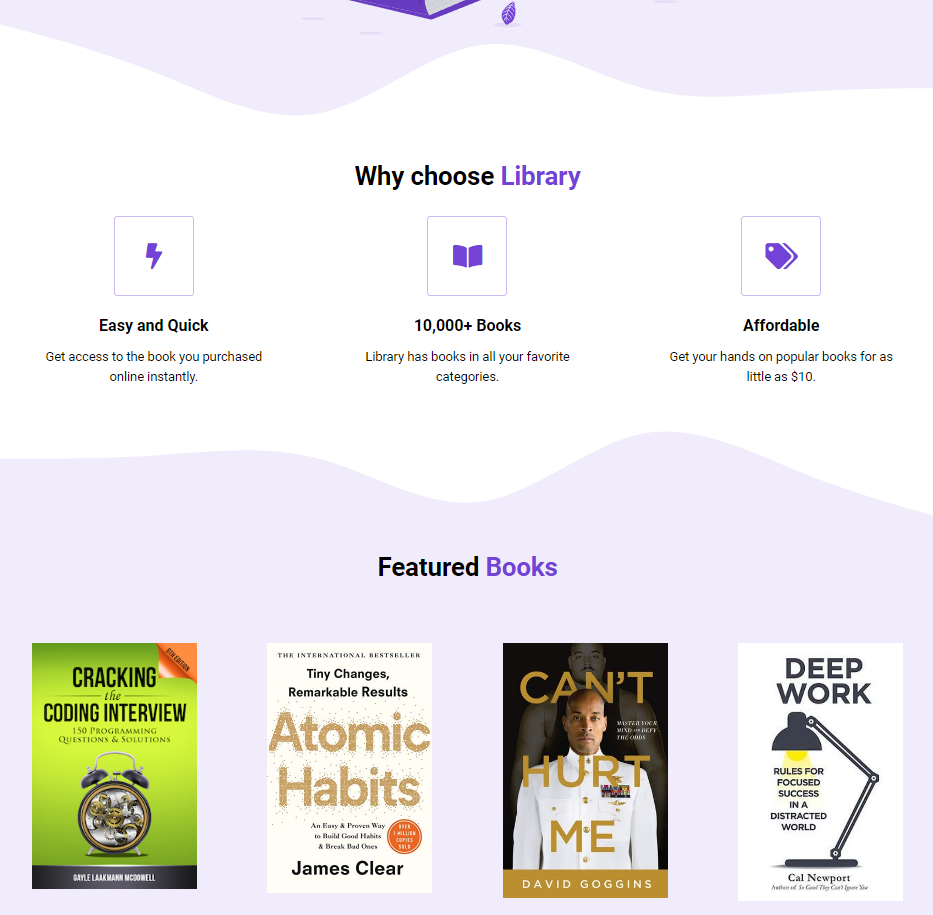 Why choose Library
Easy and Quick
Get access to the book you purchased
online instantly.
10,000+ Books
Library has books in all your favorite
categories.
Affordable
Get your hands on popular books for as
little as $10.
Featured Books
6TH EDITION
CRACKING
the
CODING INTERVIEW
150 PROGRAMMING
QUESTIONS & SOLUTIONS
GAYLE LAAKMANN MCDOWELL
THE INTERNATIONAL BESTSELLER
Tiny Changes,
Remarkable Results
Atomic
Habits
An Easy & Proven Way
to Build Good Habits
& Break Bad Ones
OVER
1 MILLION
COPIES
SOLD
James Clear
CAN'T
MASTER YOUR
MIND AND DEFY
THE ODDS
HURT
ME
DAVID GOGGINS
DEEP
WORK
RULES FOR
FOCUSED
SUCCESS
IN A
DISTRACTED
WORLD
Cal Newport
Author of So Good They Can't Ignore You